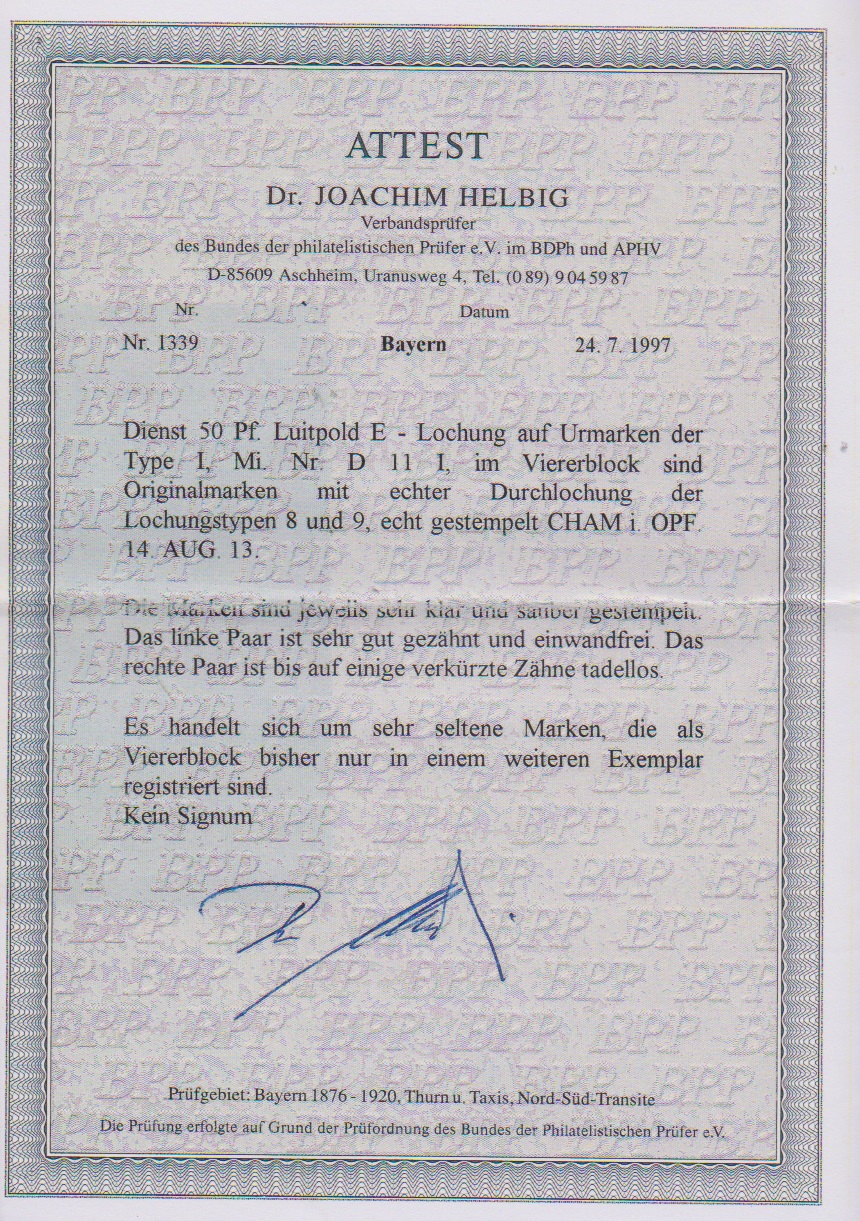 ATTEST
Dr. JOACHIM HELBIG
Verbandsprüfer
des Bundes der philatelistischen Prüfer e.V. im BDPh und APHV
D-85609 Aschheim, Uranusweg 4, Tel. (0 89) 9 04 59 87
Nr. Datum
Nr. 1339 Bayern 24. 7. 1997
Dienst 50 Pf. Luitpold E - Lochung auf Urmarken der
Type I, Mi. Nr. D 11 I, im Viererblock sind
Originalmarken mit echter Durchlochung der
Lochungstypen 8 und 9, echt gestempelt CHAM i. OPF.
14. AUG. 13.
Die Marken sind jeweils sehr klar und sauber gestempelt.
Das linke Paar ist sehr gut gezähnt und einwandfrei. Das
rechte Paar ist bis auf einige verkürzte Zähne tadellos.
Es handelt sich um sehr seltene Marken, die als
Viererblock bisher nur in einem weiteren Exemplar
registriert sind.
Kein Signum
Prüfgebiet: Bayern 1876 - 1920, Thurn u. Taxis, Nord-Süd-Transite
Die Prüfung erfolgte auf Grund der Prüfordnung des Bundes der Philatelistischen Prüfer e.V.